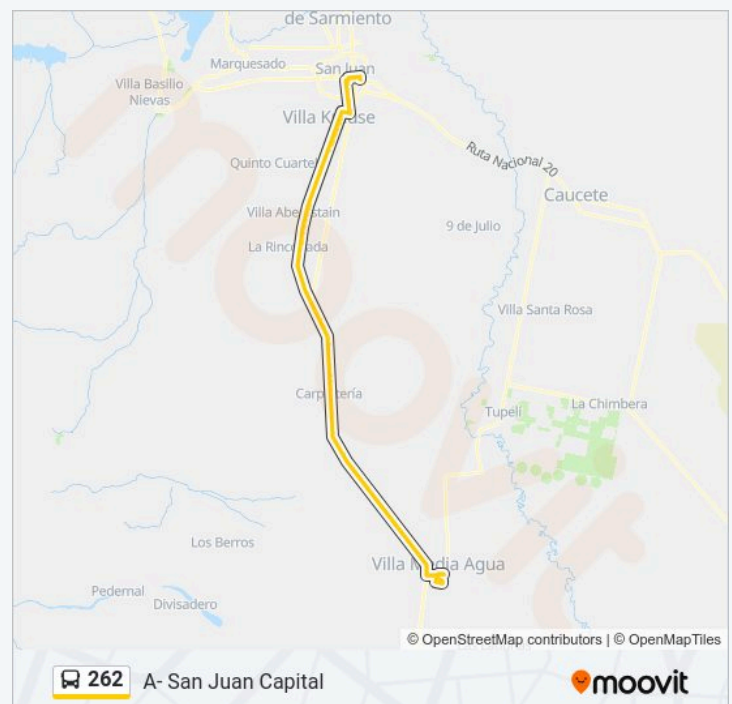 de Sarmiento
Marquesado
San Juan
Villa Basilio
Nievas
Villa Krause
Ruta Nacional 20
Quinto Cuartel
Caucete
Villa Aberastain
9 de Julio
La Rinconada
Villa Santa Rosa
Carpintería
Tupelí
La Chimbera
Los Berros
Villa Media Agua
Pedernal
Divisadero
moovit
© OpenStreetMap contributors | © OpenMapTiles
262 A- San Juan Capital
moovit